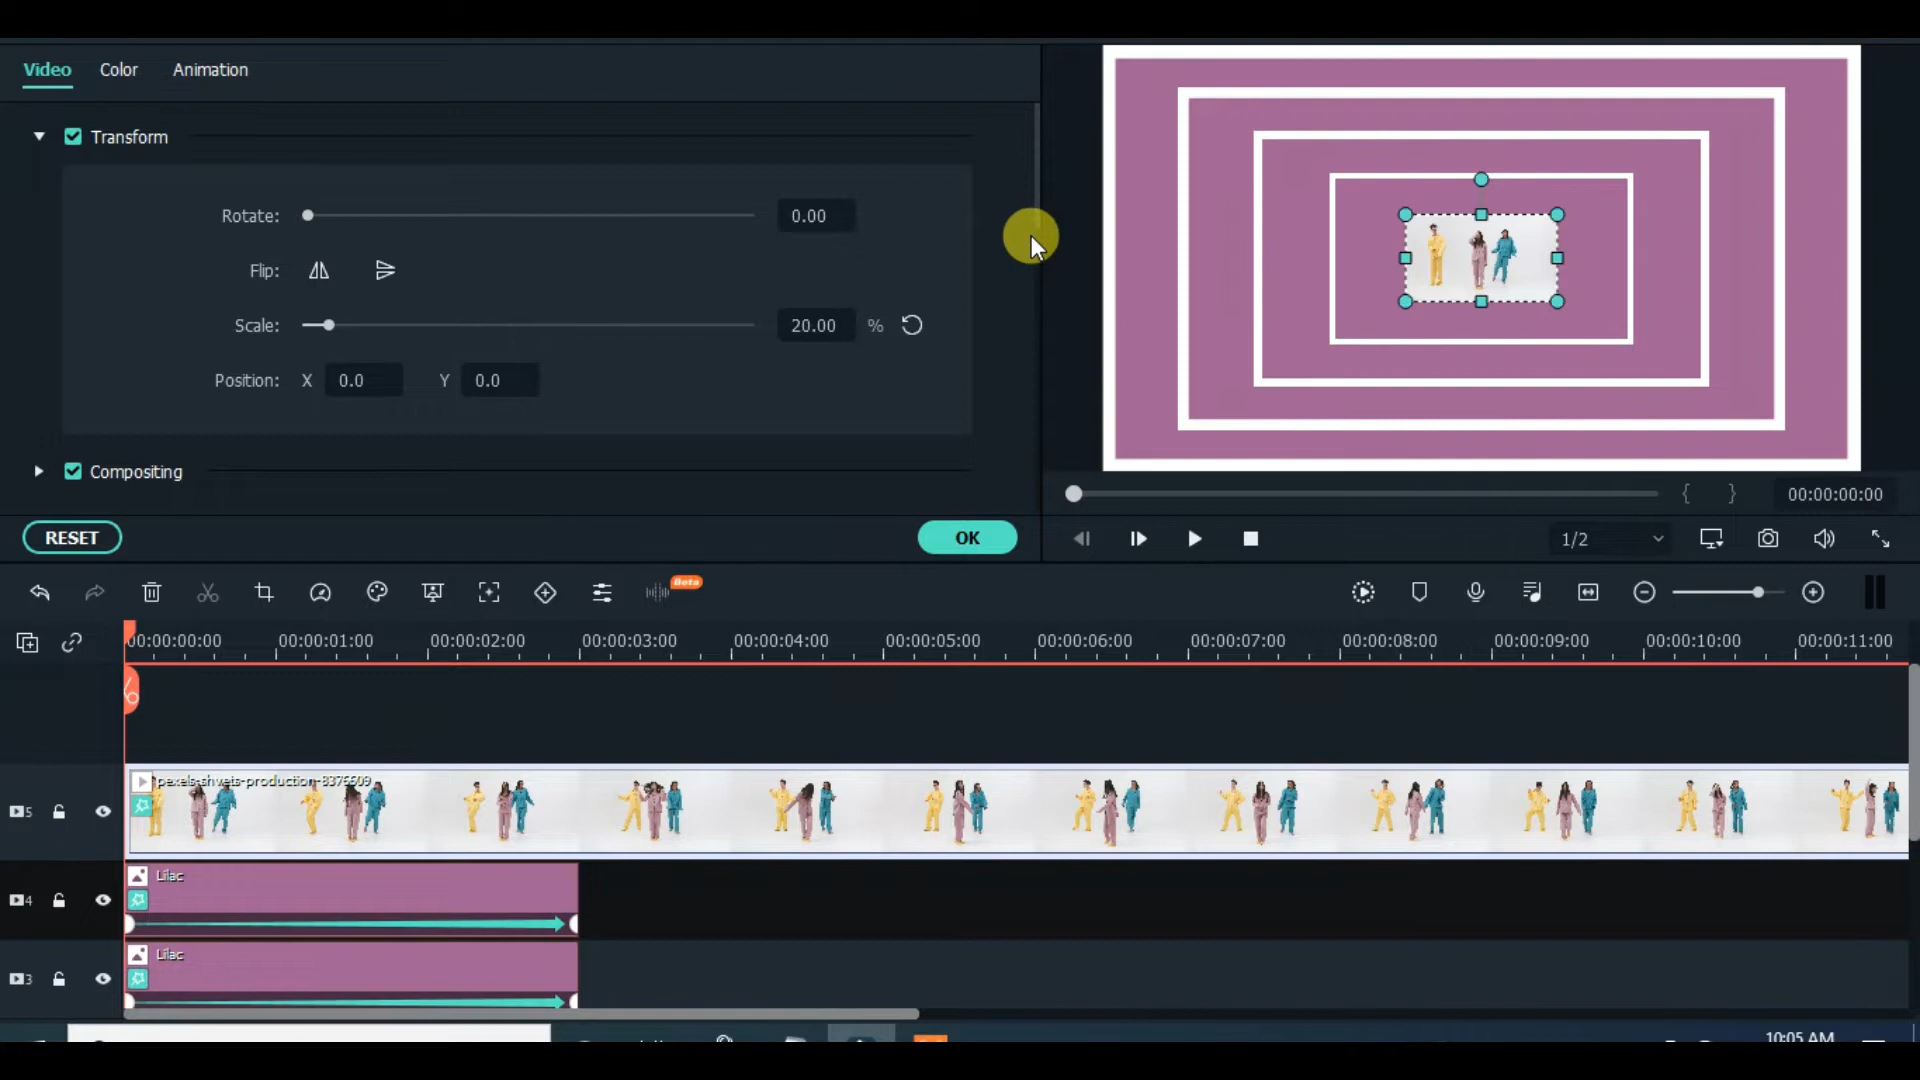 Video Color Animation
Transform
Rotate: 0.00
Flip:
Scale: 20.00 %
Position: X 0.0 Y 0.0
Compositing
{ } 00:00:00:00
RESET OK
1/2
Beta
00:00:00:00 00:00:01:00 00:00:02:00 00:00:03:00 00:00:04:00 00:00:05:00 00:00:06:00 00:00:07:00 00:00:08:00 00:00:09:00 00:00:10:00 00:00:11:00
pexels-shvets-production-8376609
5
Lilac
4
Lilac
3
10:05 AM